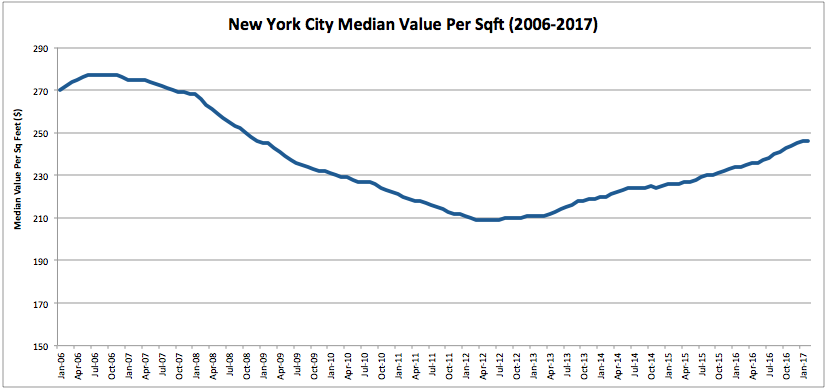 New York City Median Value Per Sqft (2006-2017)
Median Value Per Sq Feet ($)
290
270
250
230
210
190
170
150
Jan-06
Apr-06
Jul-06
Oct-06
Jan-07
Apr-07
Jul-07
Oct-07
Jan-08
Apr-08
Jul-08
Oct-08
Jan-09
Apr-09
Jul-09
Oct-09
Jan-10
Apr-10
Jul-10
Oct-10
Jan-11
Apr-11
Jul-11
Oct-11
Jan-12
Apr-12
Jul-12
Oct-12
Jan-13
Apr-13
Jul-13
Oct-13
Jan-14
Apr-14
Jul-14
Oct-14
Jan-15
Apr-15
Jul-15
Oct-15
Jan-16
Apr-16
Jul-16
Oct-16
Jan-17